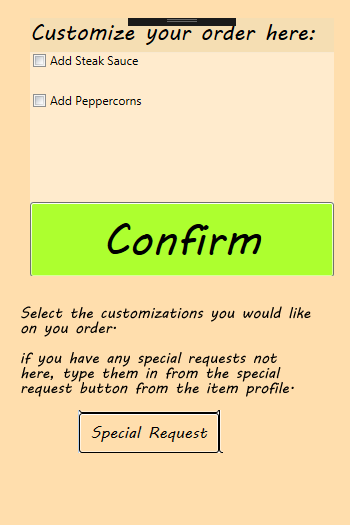 Customize your order here:
Add Steak Sauce
Add Peppercorns
Confirm
Select the customizations you would like
on you order.
if you have any special requests not
here, type them in from the special
request button from the item profile.
Special Request